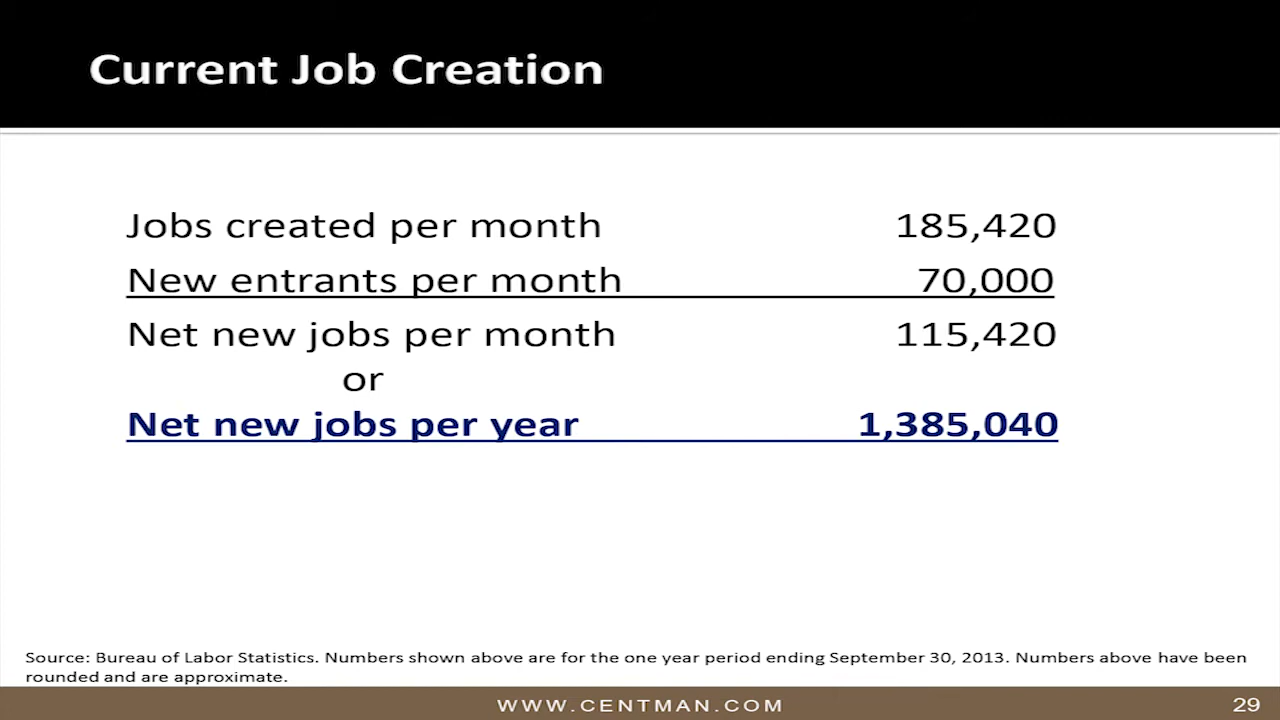 Current Job Creation
Jobs created per month 185,420
New entrants per month 70,000
Net new jobs per month 115,420
or
Net new jobs per year 1,385,040
Source: Bureau of Labor Statistics. Numbers shown above are for the one year period ending September 30, 2013. Numbers above have been
rounded and are approximate.
WWW.CENTMAN.COM 29